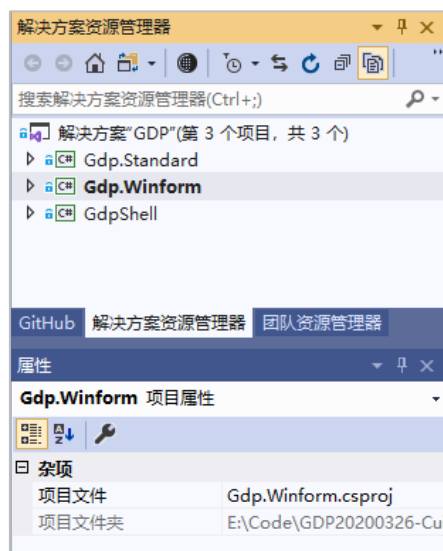 解决方案资源管理器
搜索解决方案资源管理器(Ctrl+;)
解决方案"GDP"(第 3 个项目，共 3 个)
C# Gdp.Standard
C# Gdp.Winform
C# GdpShell
GitHub 解决方案资源管理器 团队资源管理器
属性
Gdp.Winform 项目属性
杂项
项目文件 Gdp.Winform.csproj
项目文件夹 E:\Code\GDP20200326-Cu